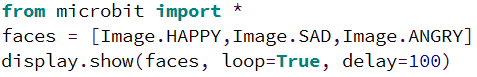 from microbit import *
faces = [Image.HAPPY,Image.SAD,Image.ANGRY]
display.show(faces, loop=True, delay=100)